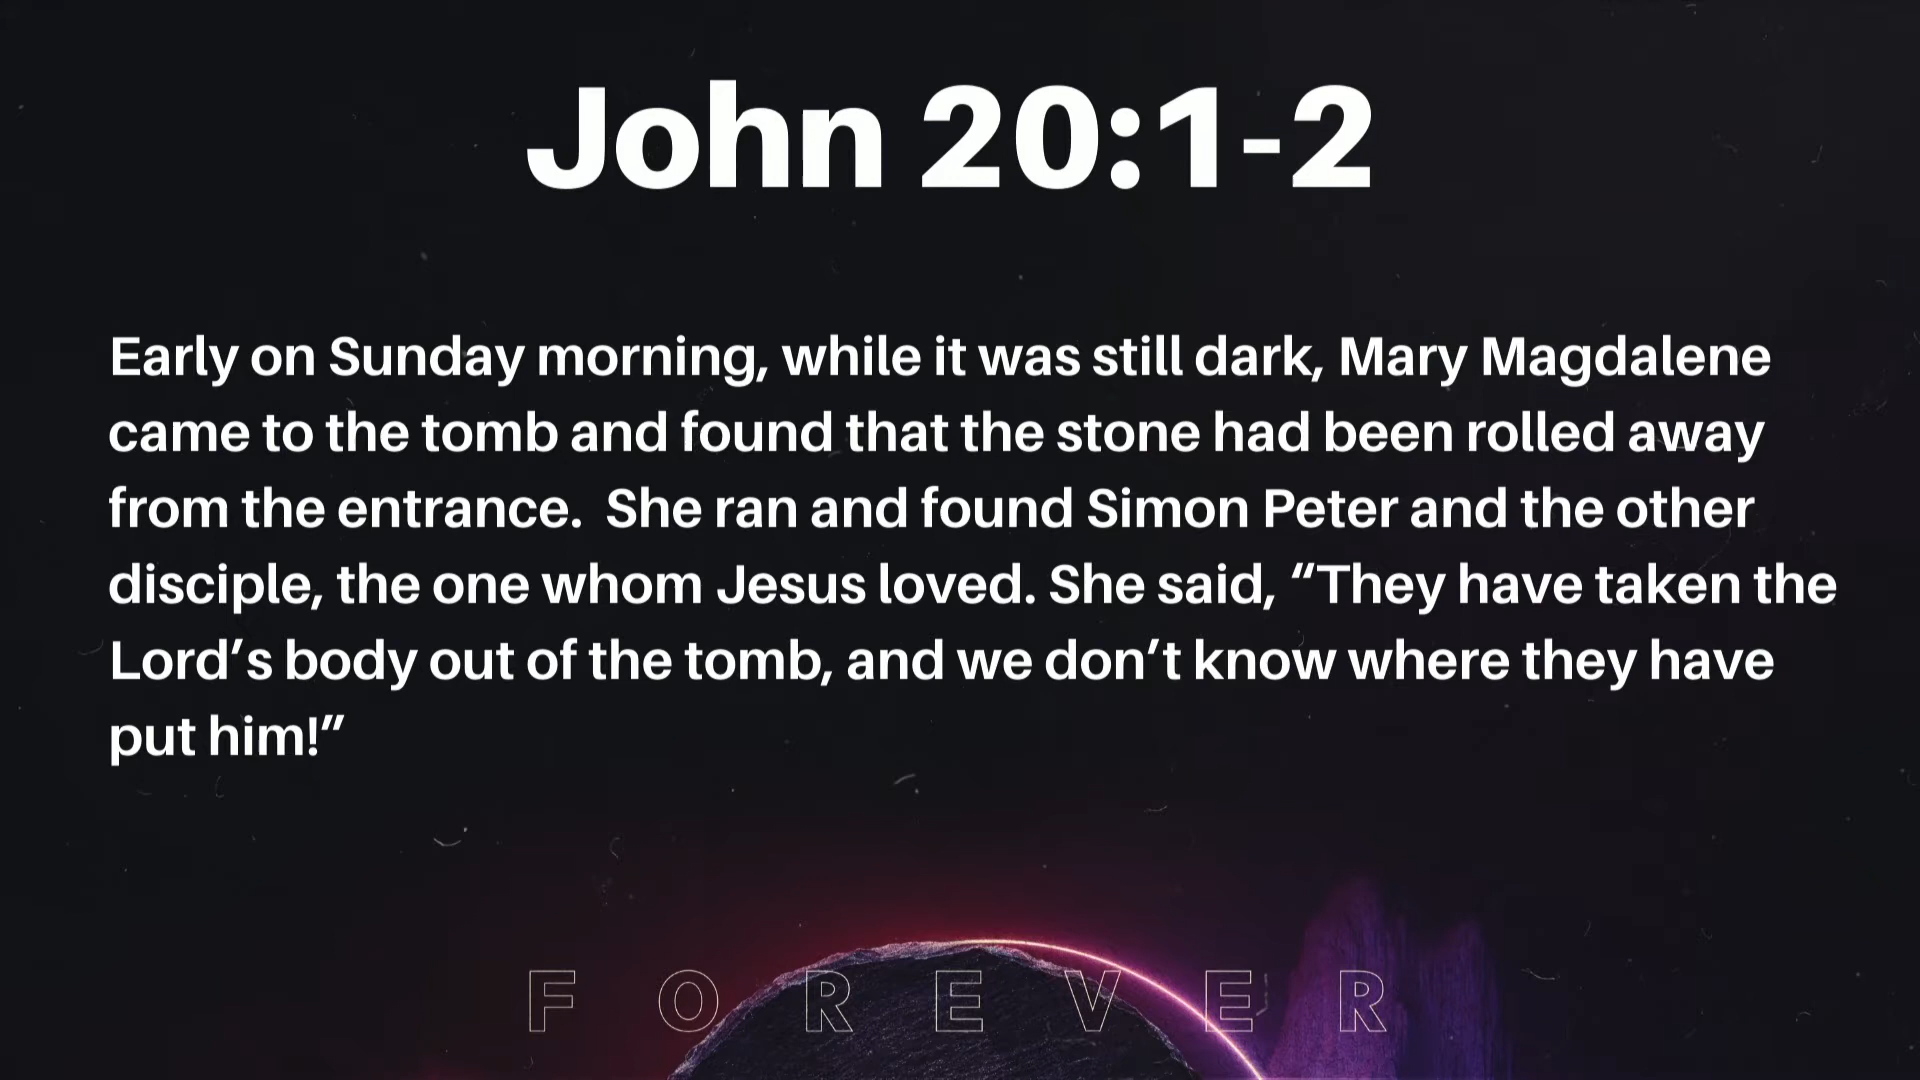 John 20:1-2
Early on Sunday morning, while it was still dark, Mary Magdalene
came to the tomb and found that the stone had been rolled away
from the entrance.  She ran and found Simon Peter and the other
disciple, the one whom Jesus loved. She said, “They have taken the
Lord’s body out of the tomb, and we don’t know where they have
put him!”
FOREVER